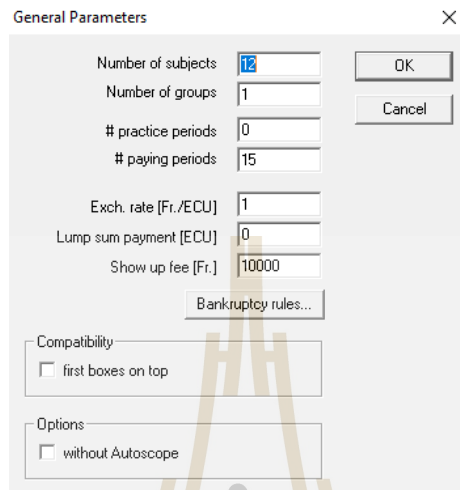 General Parameters
Number of subjects 12 OK
Number of groups 1
Cancel
# practice periods 0
# paying periods 15
Exch. rate [Fr./ECU] 1
Lump sum payment [ECU] 0
Show up fee [Fr.] 10000
Bankruptcy rules...
Compatibility
first boxes on top
Options
without Autoscope